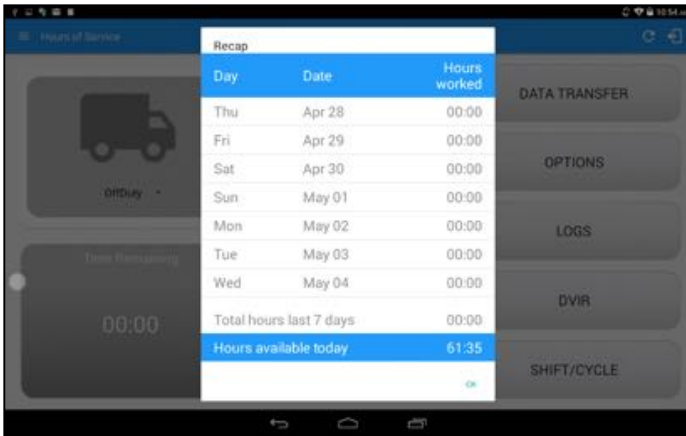 10:54 AM
Hours of Service
Recap
Day Date Hours worked
Thu Apr 28 00:00
Fri Apr 29 00:00
Sat Apr 30 00:00
Sun May 01 00:00
Mon May 02 00:00
Tue May 03 00:00
Wed May 04 00:00
Total hours last 7 days 00:00
Hours available today 61:35
OK
OffDuty
Time Remaining
00:00
DATA TRANSFER
OPTIONS
LOGS
DVIR
SHIFT/CYCLE